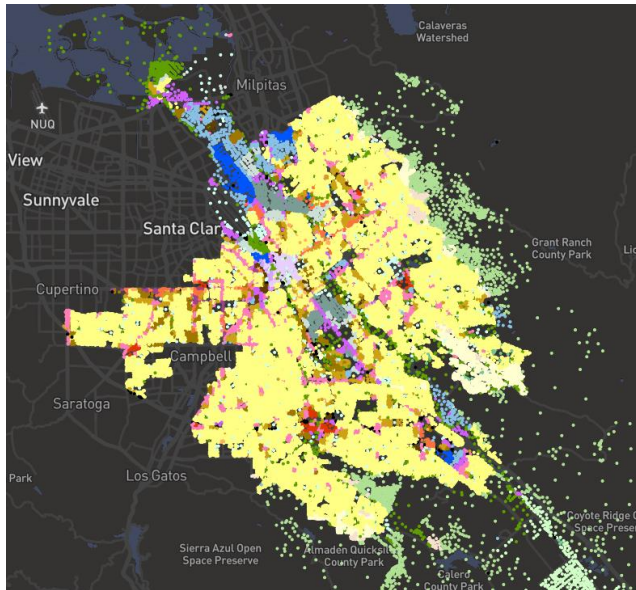 Calaveras
Watershed
Milpitas
NUQ
View
Sunnyvale
Santa Clar
Grant Ranch
County Park
Cupertino
Campbell
Saratoga
Los Gatos
Park
Coyote Ridge O
Space Preserv
Sierra Azul Open
Space Preserve
Almaden Quicksil
County Park
Calero
County Park